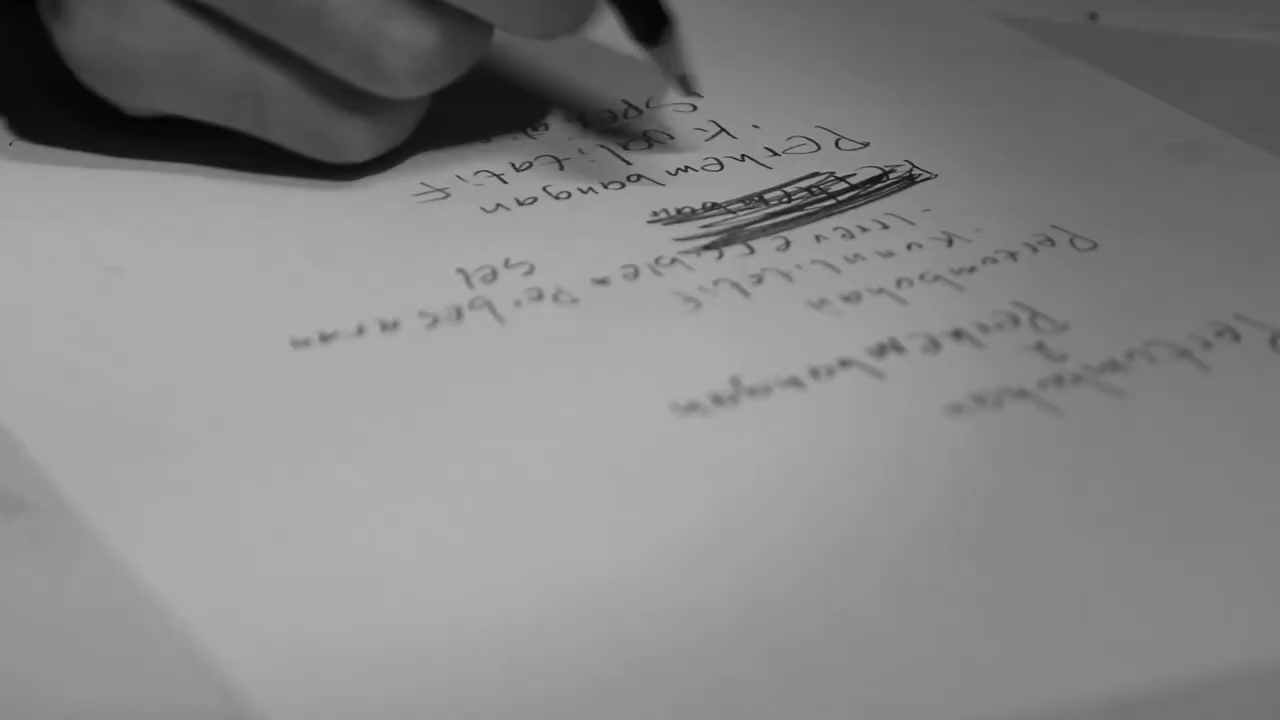 Pertumbuhan
&
Perkembangan
Pertumbuhan
· Kuantitatif
· Irreversible → Perbesaran
sel
Perkembangan
· Kualitatif